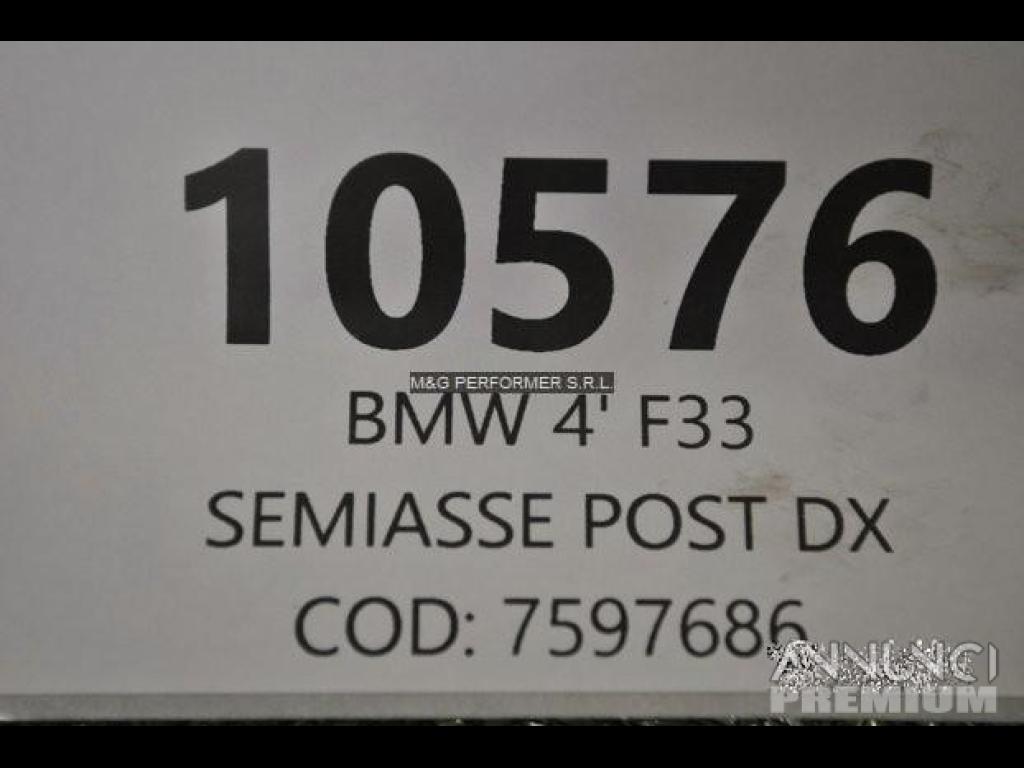 10576
M&G PERFORMER S.R.L.
BMW 4' F33
SEMIASSE POST DX
COD: 7597686
ANNUNCI
PREMIUM